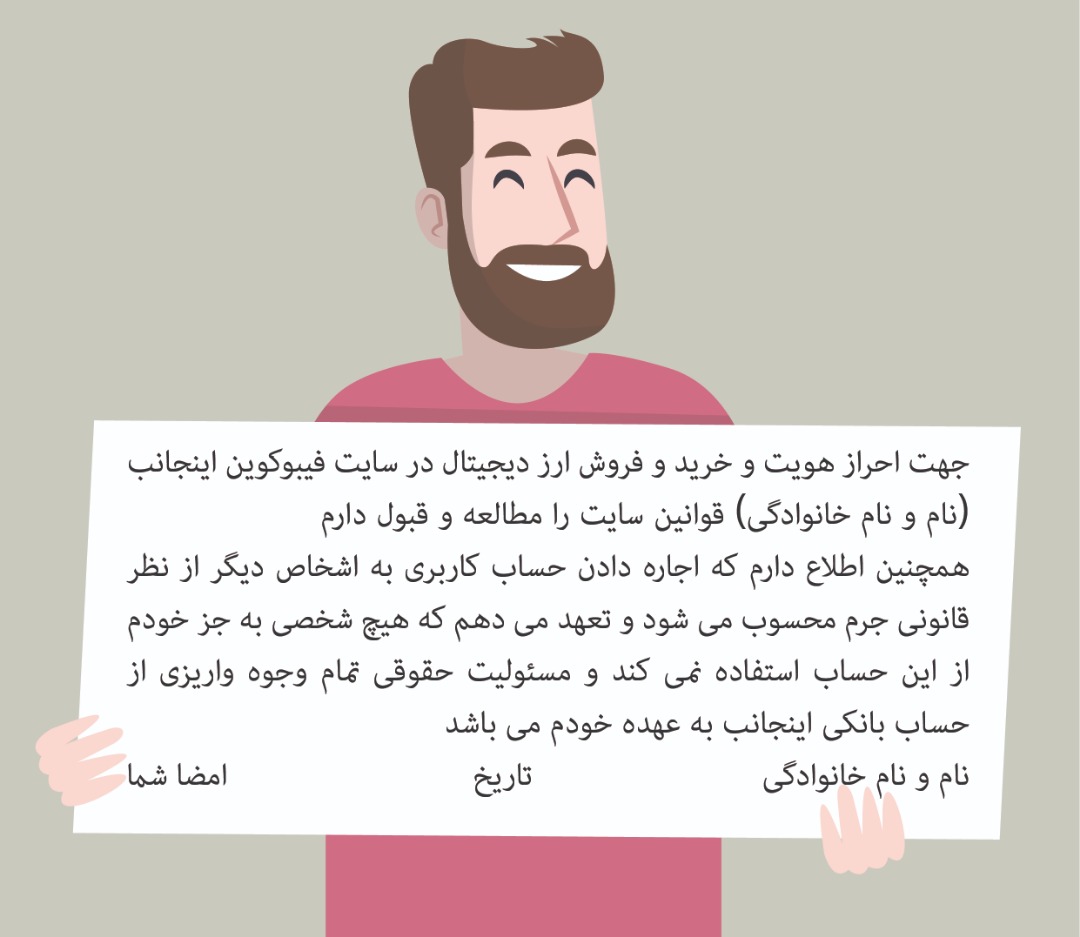 جهت احراز هویت و خرید و فروش ارز دیجیتال در سایت فیبوکوین اینجانب
(نام و نام خانوادگی) قوانین سایت را مطالعه و قبول دارم
همچنین اطلاع دارم که اجاره دادن حساب کاربری به اشخاص دیگر از نظر
قانونی جرم محسوب می شود و تعهد می دهم که هیچ شخصی به جز خودم
از این حساب استفاده نمی کند و مسئولیت حقوقی تمام وجوه واریزی از
حساب بانکی اینجانب به عهده خودم می باشد
نام و نام خانوادگی تاریخ امضا شما